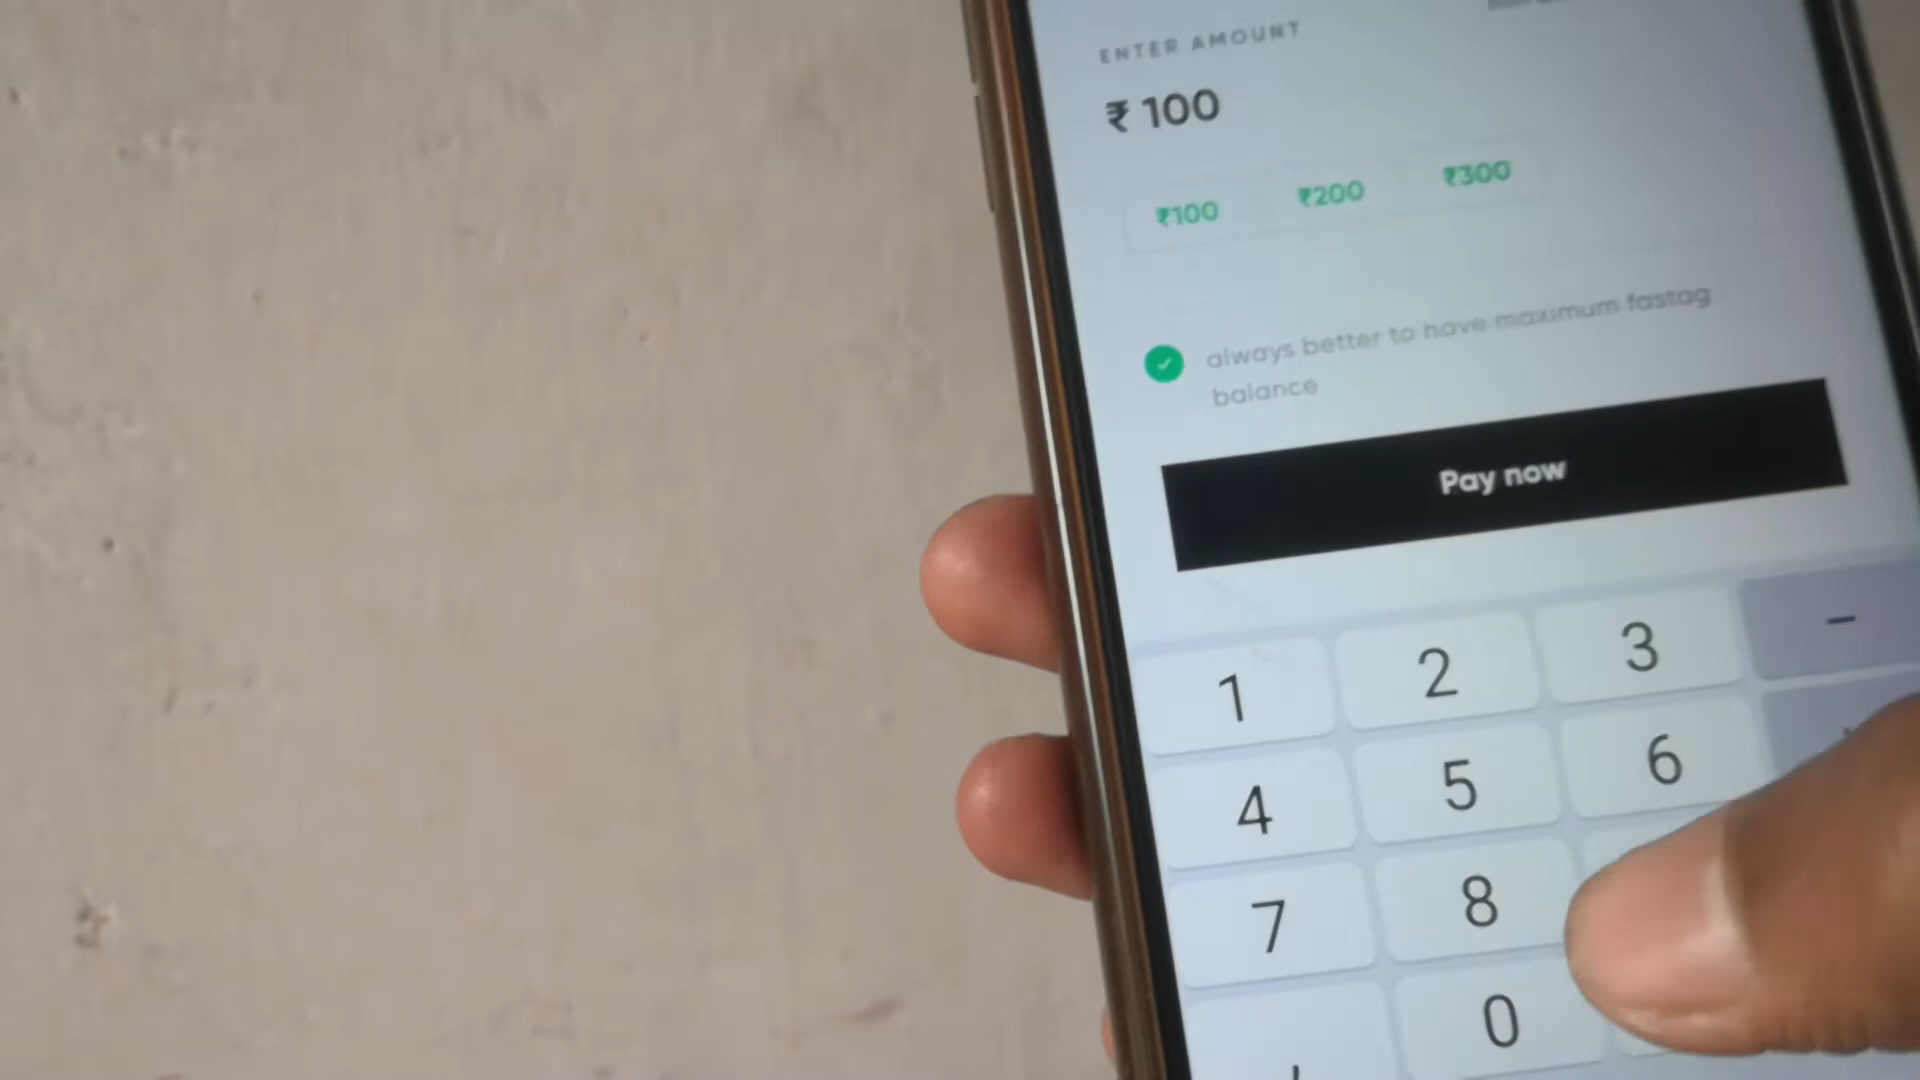 ENTER AMOUNT
₹ 100
₹100 ₹200 ₹300
always better to have maximum fastag
balance
Pay now
1 2 3 –
4 5 6
7 8
0